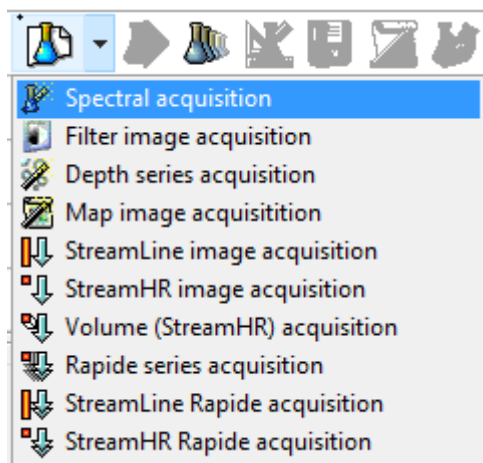 Spectral acquisition
Filter image acquisition
Depth series acquisition
Map image acquisitition
StreamLine image acquisition
StreamHR image acquisition
Volume (StreamHR) acquisition
Rapide series acquisition
StreamLine Rapide acquisition
StreamHR Rapide acquisition